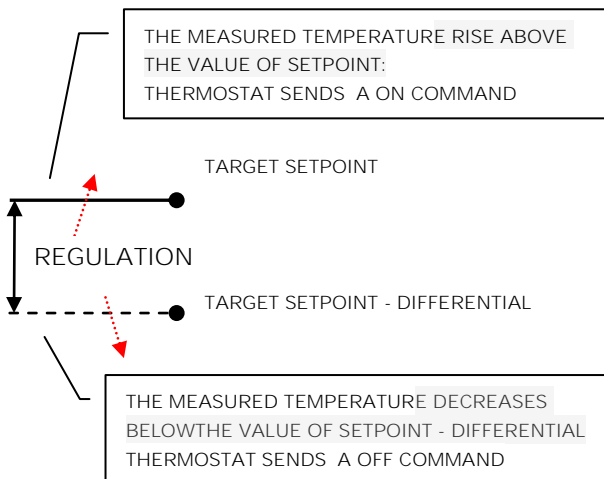 THE MEASURED TEMPERATURE RISE ABOVE
THE VALUE OF SETPOINT:
THERMOSTAT SENDS A ON COMMAND
TARGET SETPOINT
REGULATION
TARGET SETPOINT - DIFFERENTIAL
THE MEASURED TEMPERATURE DECREASES
BELOWTHE VALUE OF SETPOINT - DIFFERENTIAL
THERMOSTAT SENDS A OFF COMMAND